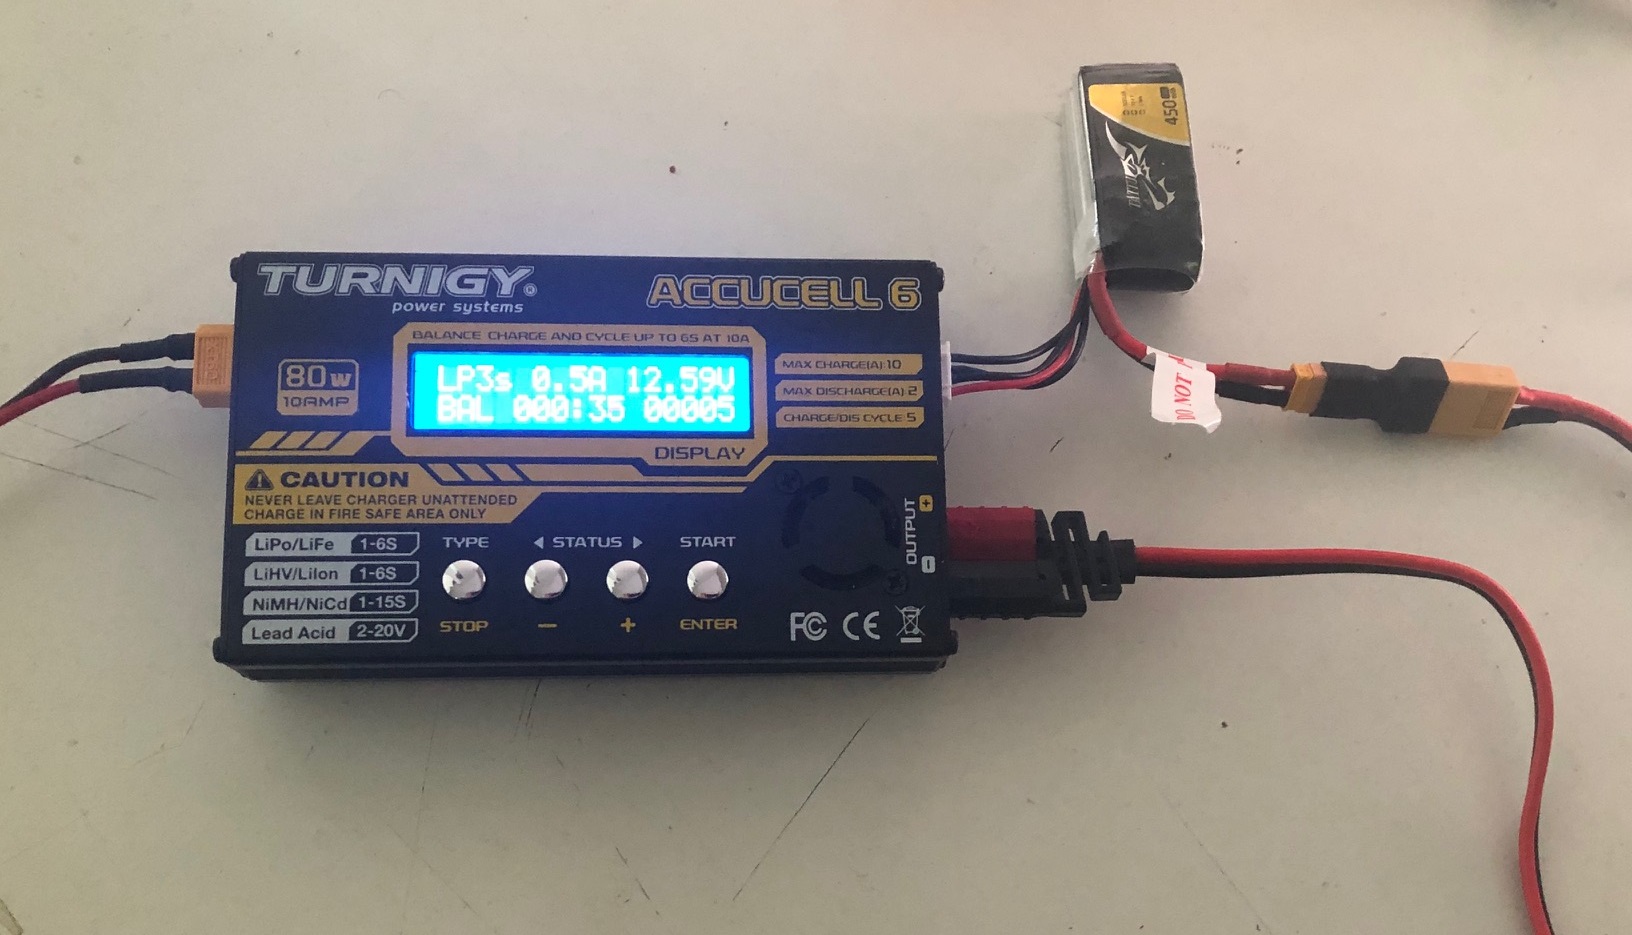 TURNIGY®
power systems
ACCUCELL 6
BALANCE CHARGE AND CYCLE UP TO 6S AT 10A
80W
10AMP
LP3s 0.5A 12.59V
BAL 000:35 00005
DISPLAY
MAX CHARGE(A) 10
MAX DISCHARGE(A) 2
CHARGE/DIS CYCLE 5
CAUTION
NEVER LEAVE CHARGER UNATTENDED
CHARGE IN FIRE SAFE AREA ONLY
LiPo/LiFe 1-6S
LiHV/LiIon 1-6S
NiMH/NiCd 1-15S
Lead Acid 2-20V
TYPE
STATUS
START
STOP
−
+
ENTER
OUTPUT
+
−
FC CE
450
TATTU
DO NOT